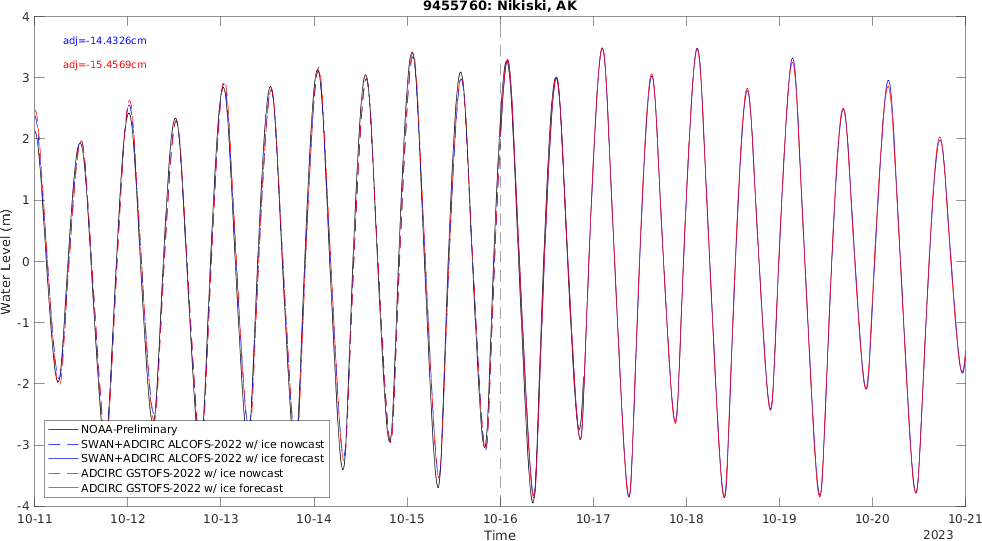 9455760: Nikiski, AK
adj=-14.4326cm
adj=-15.4569cm
Water Level (m)
4
3
2
1
0
-1
-2
-3
-4
NOAA-Preliminary
SWAN+ADCIRC ALCOFS-2022 w/ ice nowcast
SWAN+ADCIRC ALCOFS-2022 w/ ice forecast
ADCIRC GSTOFS-2022 w/ ice nowcast
ADCIRC GSTOFS-2022 w/ ice forecast
10-11 10-12 10-13 10-14 10-15 10-16 10-17 10-18 10-19 10-20 10-21
Time
2023